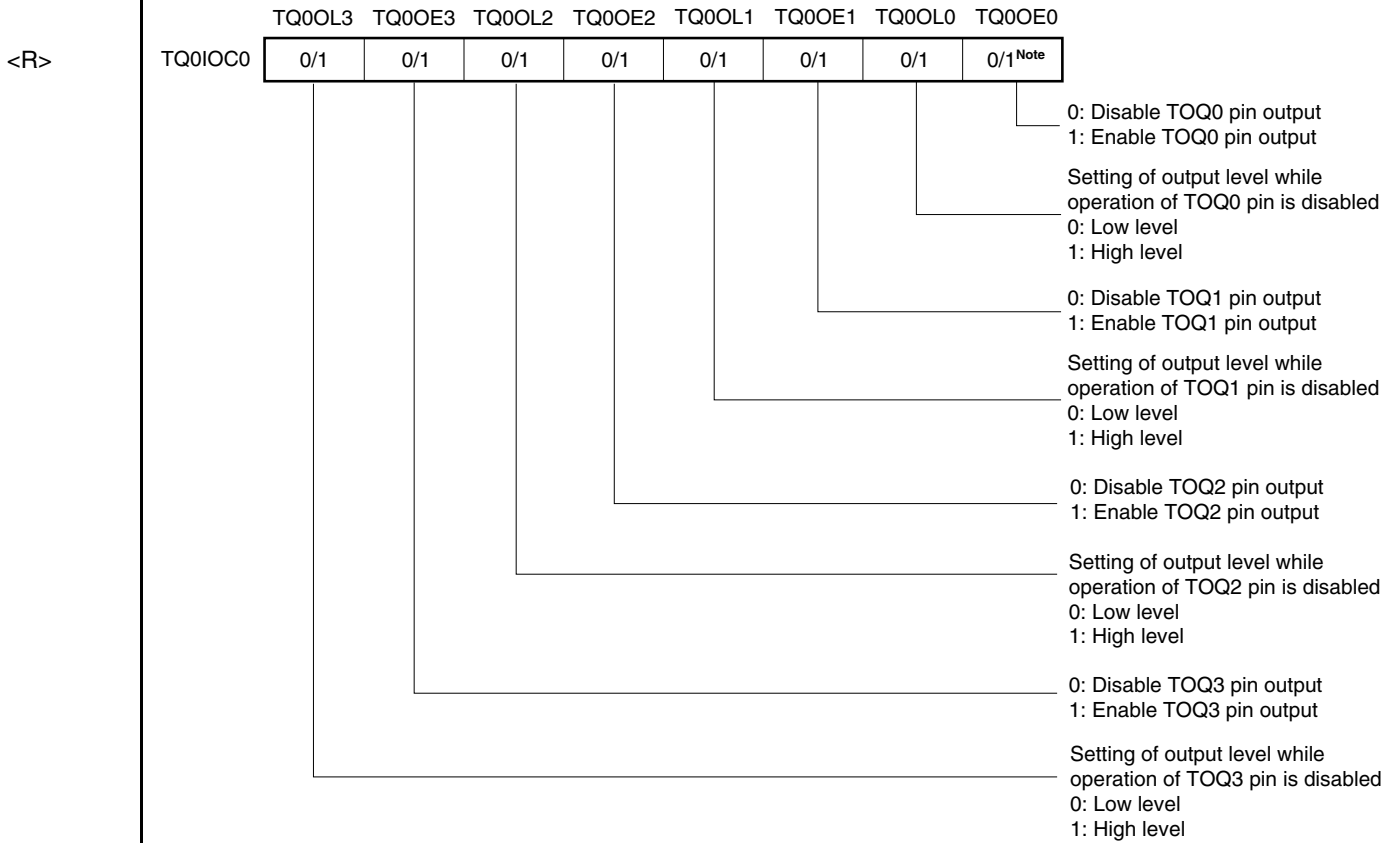 TQ0OL3 TQ0OE3 TQ0OL2 TQ0OE2 TQ0OL1 TQ0OE1 TQ0OL0 TQ0OE0
<R> TQ0IOC0 0/1 0/1 0/1 0/1 0/1 0/1 0/1 0/1Note
0: Disable TOQ0 pin output
1: Enable TOQ0 pin output
Setting of output level while
operation of TOQ0 pin is disabled
0: Low level
1: High level
0: Disable TOQ1 pin output
1: Enable TOQ1 pin output
Setting of output level while
operation of TOQ1 pin is disabled
0: Low level
1: High level
0: Disable TOQ2 pin output
1: Enable TOQ2 pin output
Setting of output level while
operation of TOQ2 pin is disabled
0: Low level
1: High level
0: Disable TOQ3 pin output
1: Enable TOQ3 pin output
Setting of output level while
operation of TOQ3 pin is disabled
0: Low level
1: High level